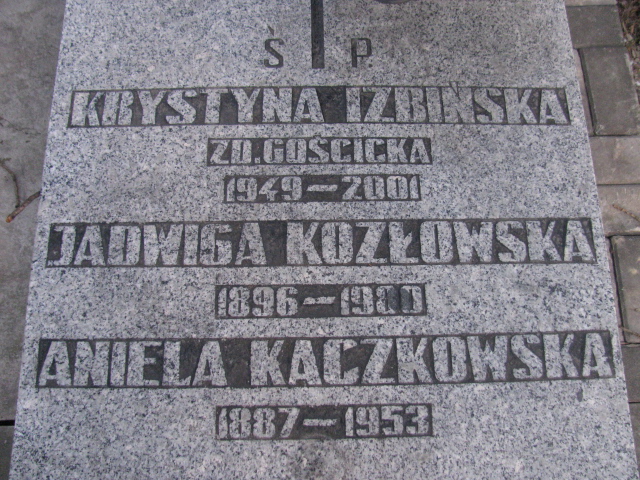 Ś P
KRYSTYNA IZBIŃSKA
ZD. GOŚCICKA
1949-2001
JADWIGA KOZŁOWSKA
1896-1980
ANIELA KACZKOWSKA
1887-1953